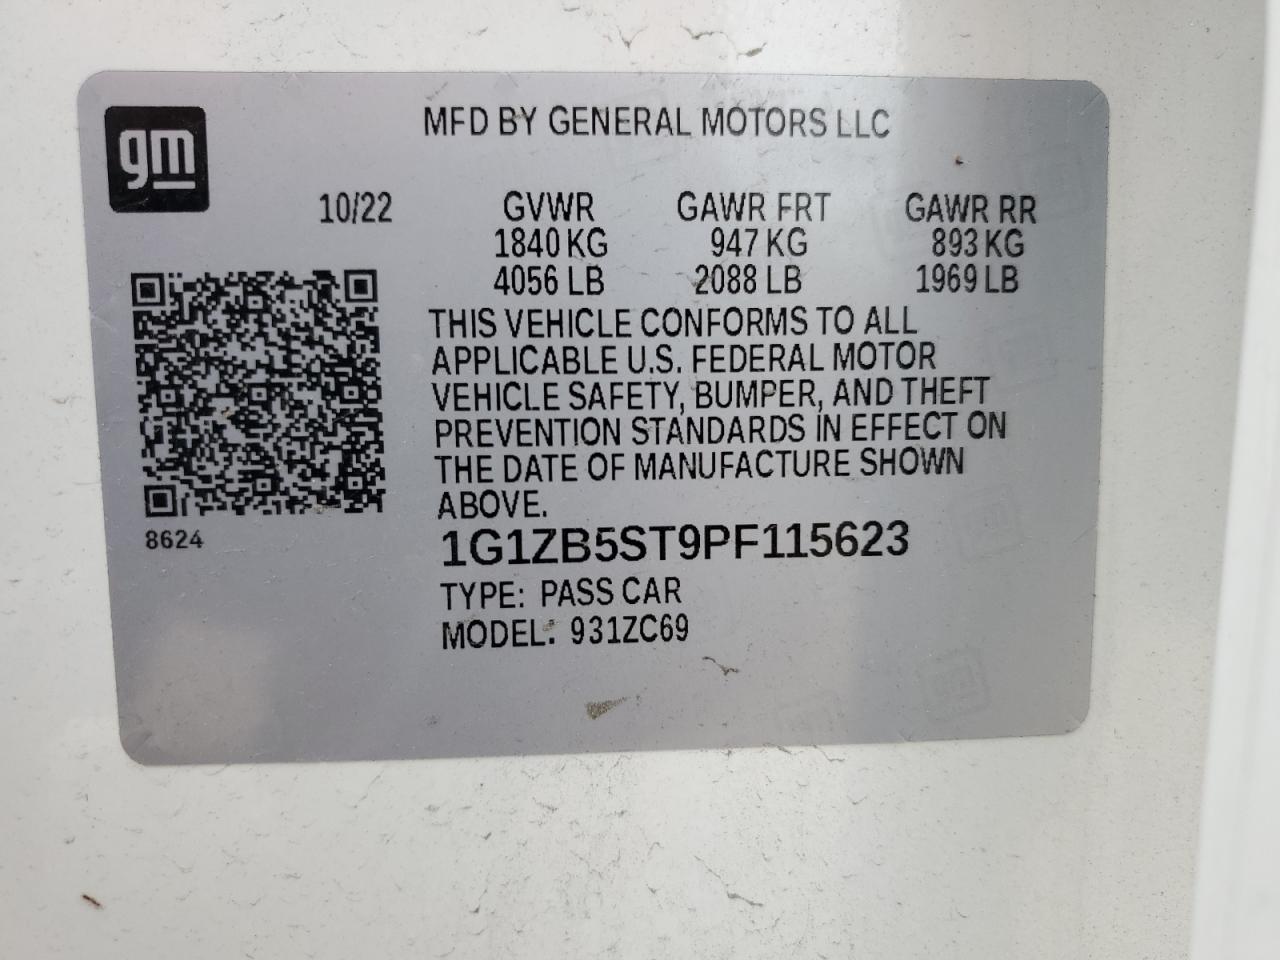 gm
MFD BY GENERAL MOTORS LLC
10/22 GVWR GAWR FRT GAWR RR
1840 KG 947 KG 893 KG
4056 LB 2088 LB 1969 LB
THIS VEHICLE CONFORMS TO ALL
APPLICABLE U.S. FEDERAL MOTOR
VEHICLE SAFETY, BUMPER, AND THEFT
PREVENTION STANDARDS IN EFFECT ON
THE DATE OF MANUFACTURE SHOWN
ABOVE.
8624
1G1ZB5ST9PF115623
TYPE: PASS CAR
MODEL: 931ZC69